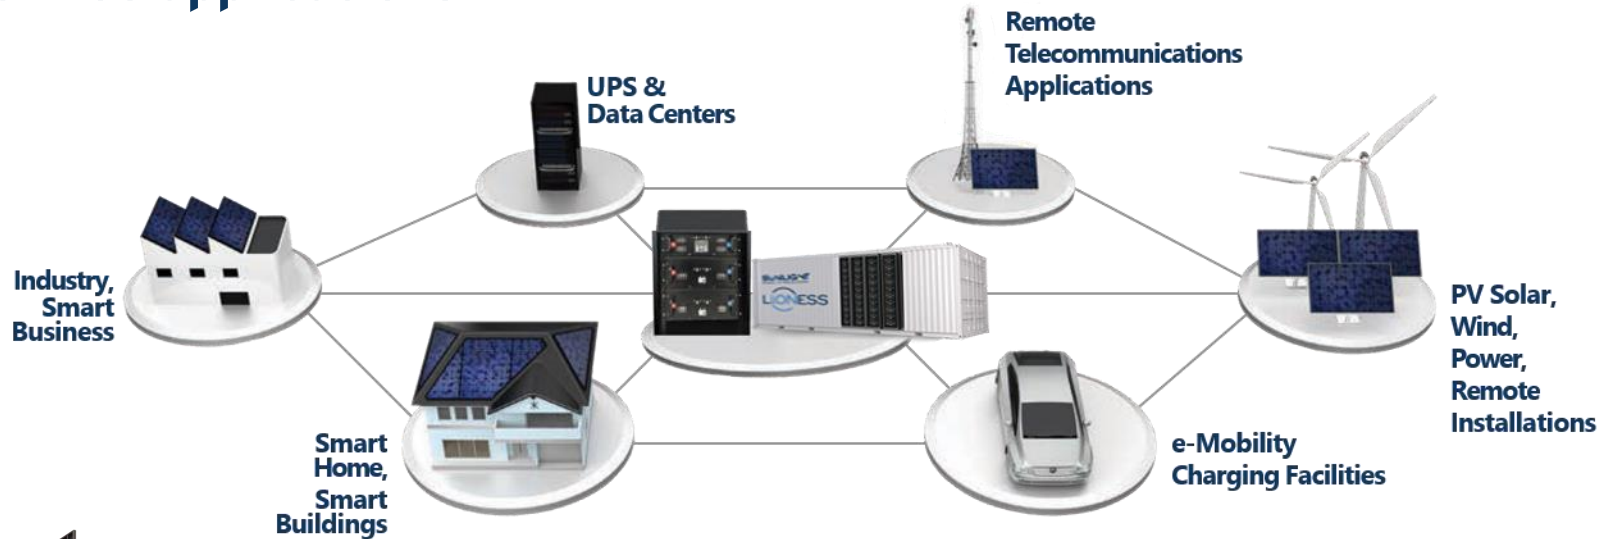 UPS &
Data Centers
Remote
Telecommunications
Applications
Industry,
Smart
Business
SUNLIGHT
LIONESS
PV Solar,
Wind,
Power,
Remote
Installations
Smart
Home,
Smart
Buildings
e-Mobility
Charging Facilities